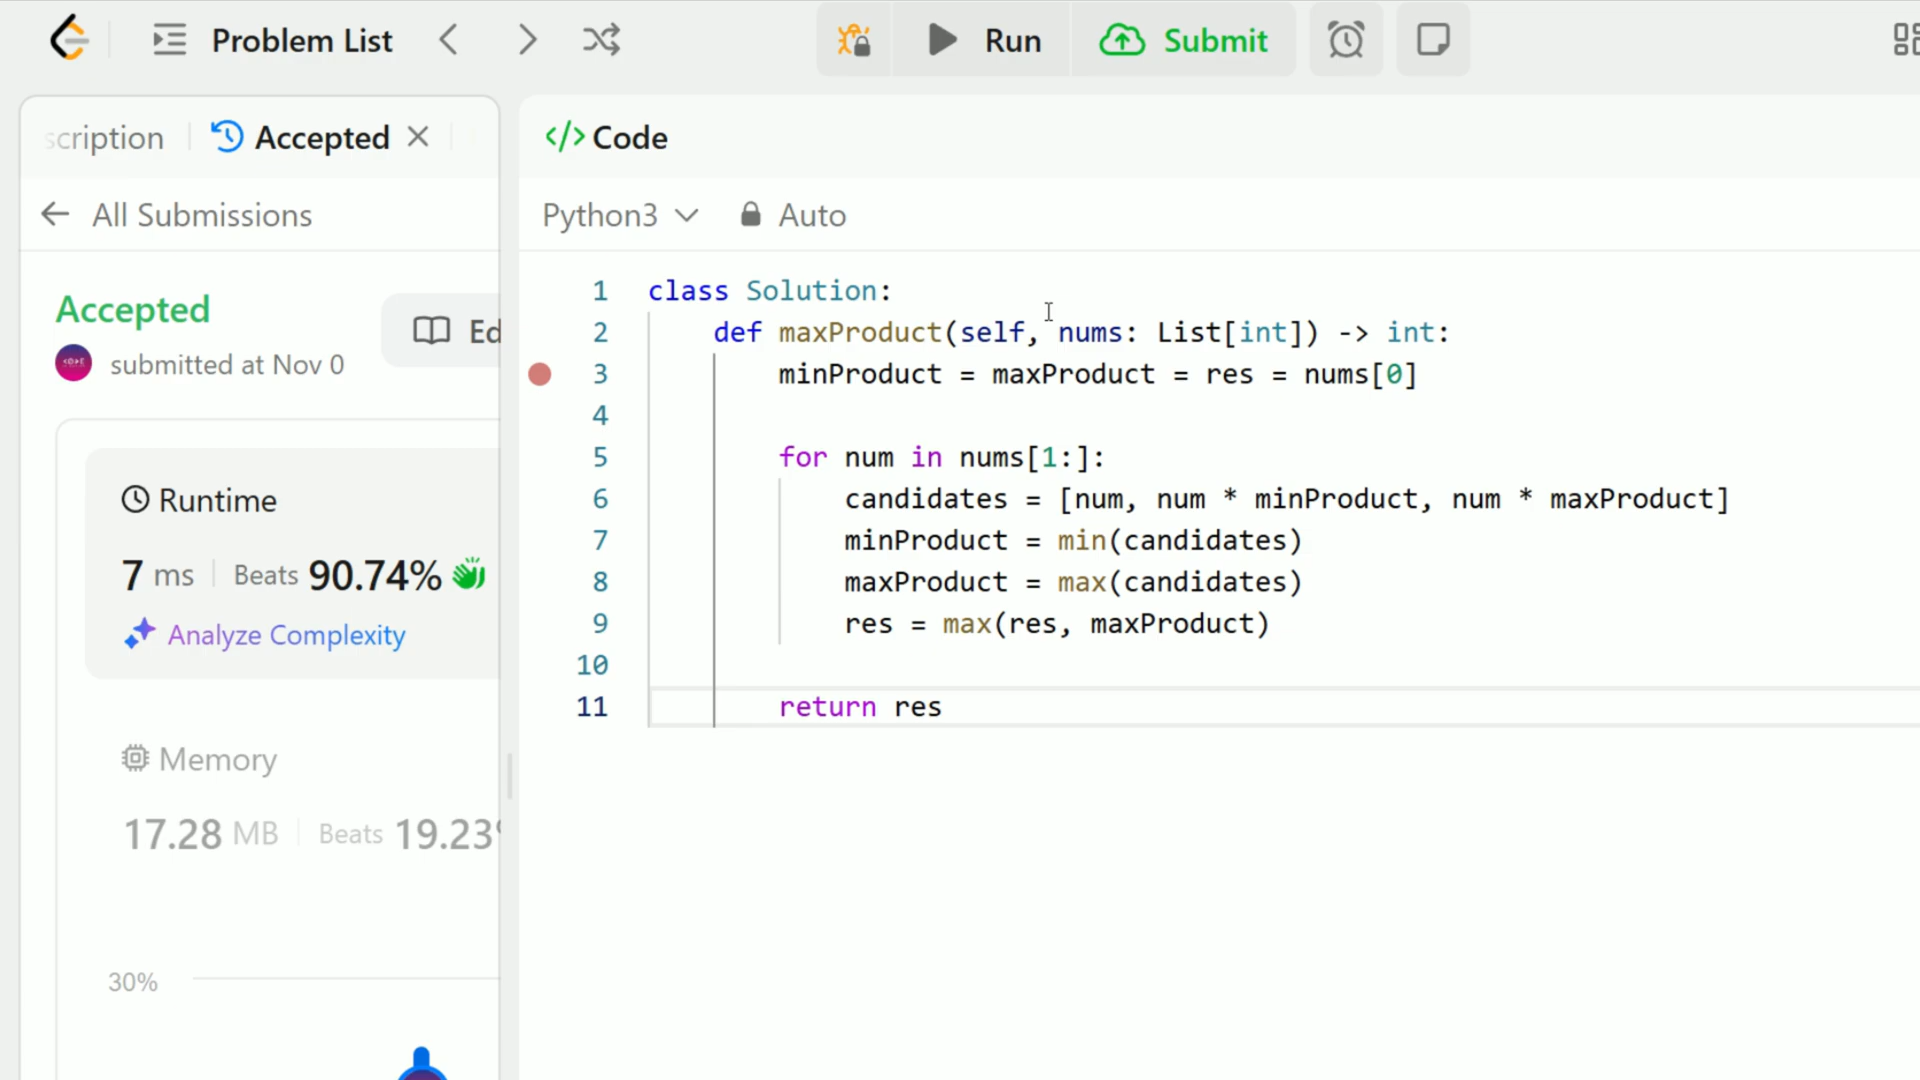 Problem List
Run
Submit
scription
Accepted
Code
All Submissions
Python3
Auto
Accepted
Ed
submitted at Nov 0
Runtime
7 ms
Beats 90.74%
Analyze Complexity
Memory
17.28 MB
Beats 19.23%
30%
1 class Solution:
2 def maxProduct(self, nums: List[int]) -> int:
3 minProduct = maxProduct = res = nums[0]
4
5 for num in nums[1:]:
6 candidates = [num, num * minProduct, num * maxProduct]
7 minProduct = min(candidates)
8 maxProduct = max(candidates)
9 res = max(res, maxProduct)
10
11 return res